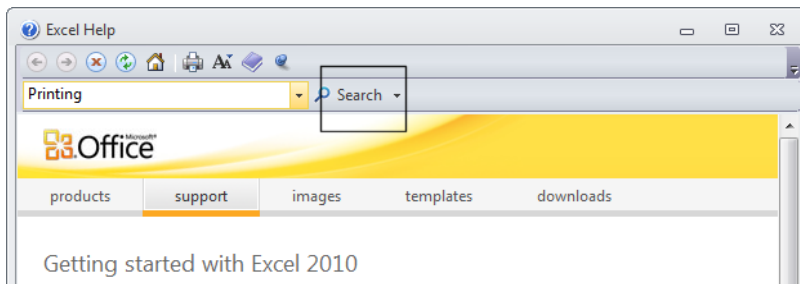 Excel Help
Printing Search
Microsoft®
Office
products support images templates downloads
Getting started with Excel 2010